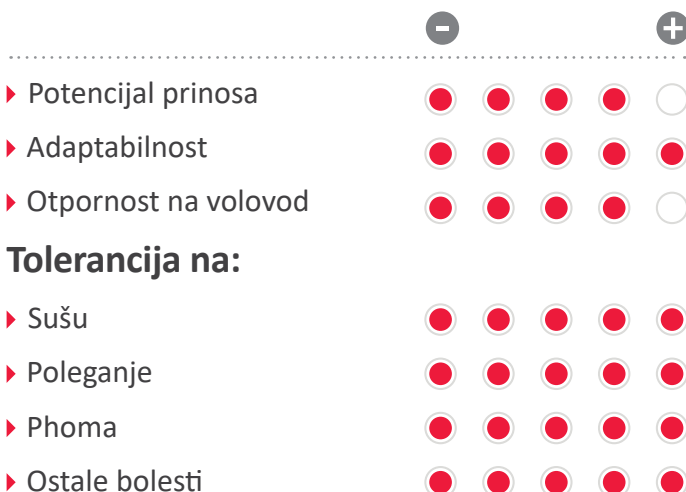 - +
Potencijal prinosa
Adaptabilnost
Otpornost na volovod
Tolerancija na:
Sušu
Poleganje
Phoma
Ostale bolesti